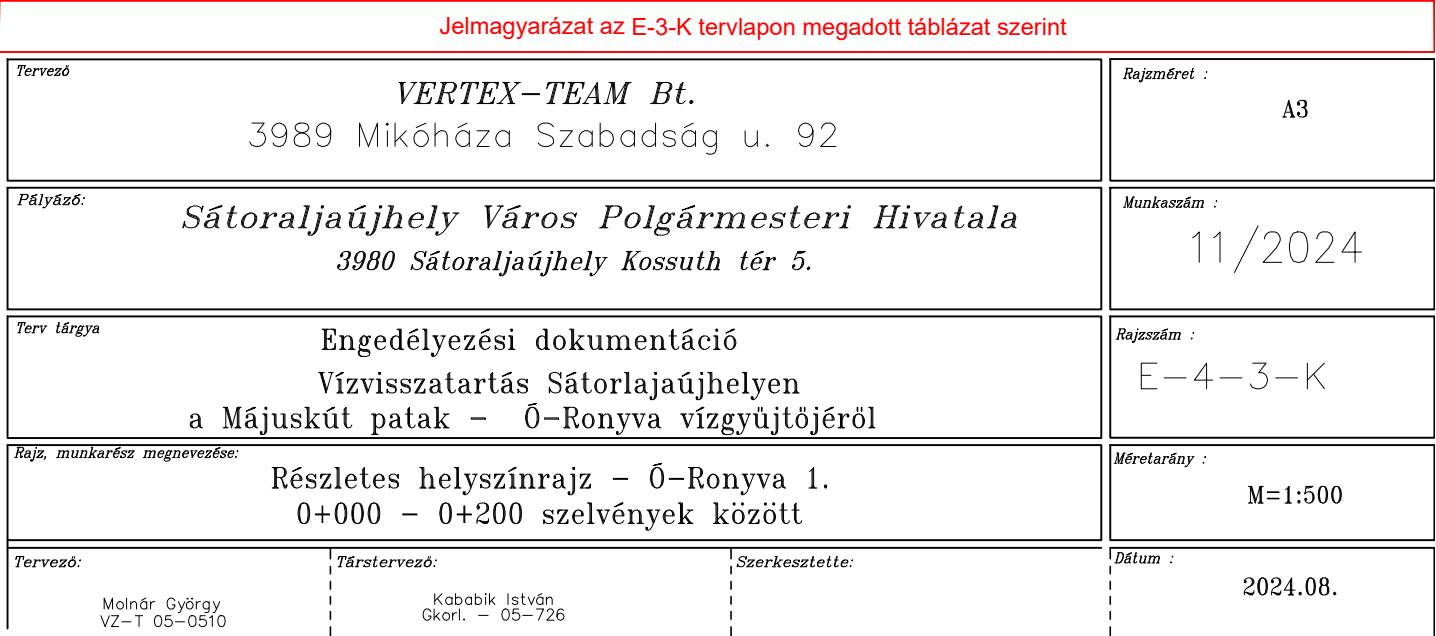 Jelmagyarázat az E-3-K tervlapon megadott táblázat szerint
Tervező
VERTEX-TEAM Bt.
3989 Mikóháza Szabadság u. 92
Rajzméret :
A3
Pályázó:
Sátoraljaújhely Város Polgármesteri Hivatala
3980 Sátoraljaújhely Kossuth tér 5.
Munkaszám :
11/2024
Terv tárgya
Engedélyezési dokumentáció
Vízvisszatartás Sátorlajaújhelyen
a Májuskút patak - Ő-Ronyva vízgyűjtőjéről
Rajzszám :
E-4-3-K
Rajz, munkarész megnevezése:
Részletes helyszínrajz - Ő-Ronyva 1.
0+000 - 0+200 szelvények között
Méretarány :
M=1:500
Tervező:
Molnár György
VZ-T 05-0510
Társtervező:
Kababik István
Gkorl. - 05-726
Szerkesztette:
Dátum :
2024.08.